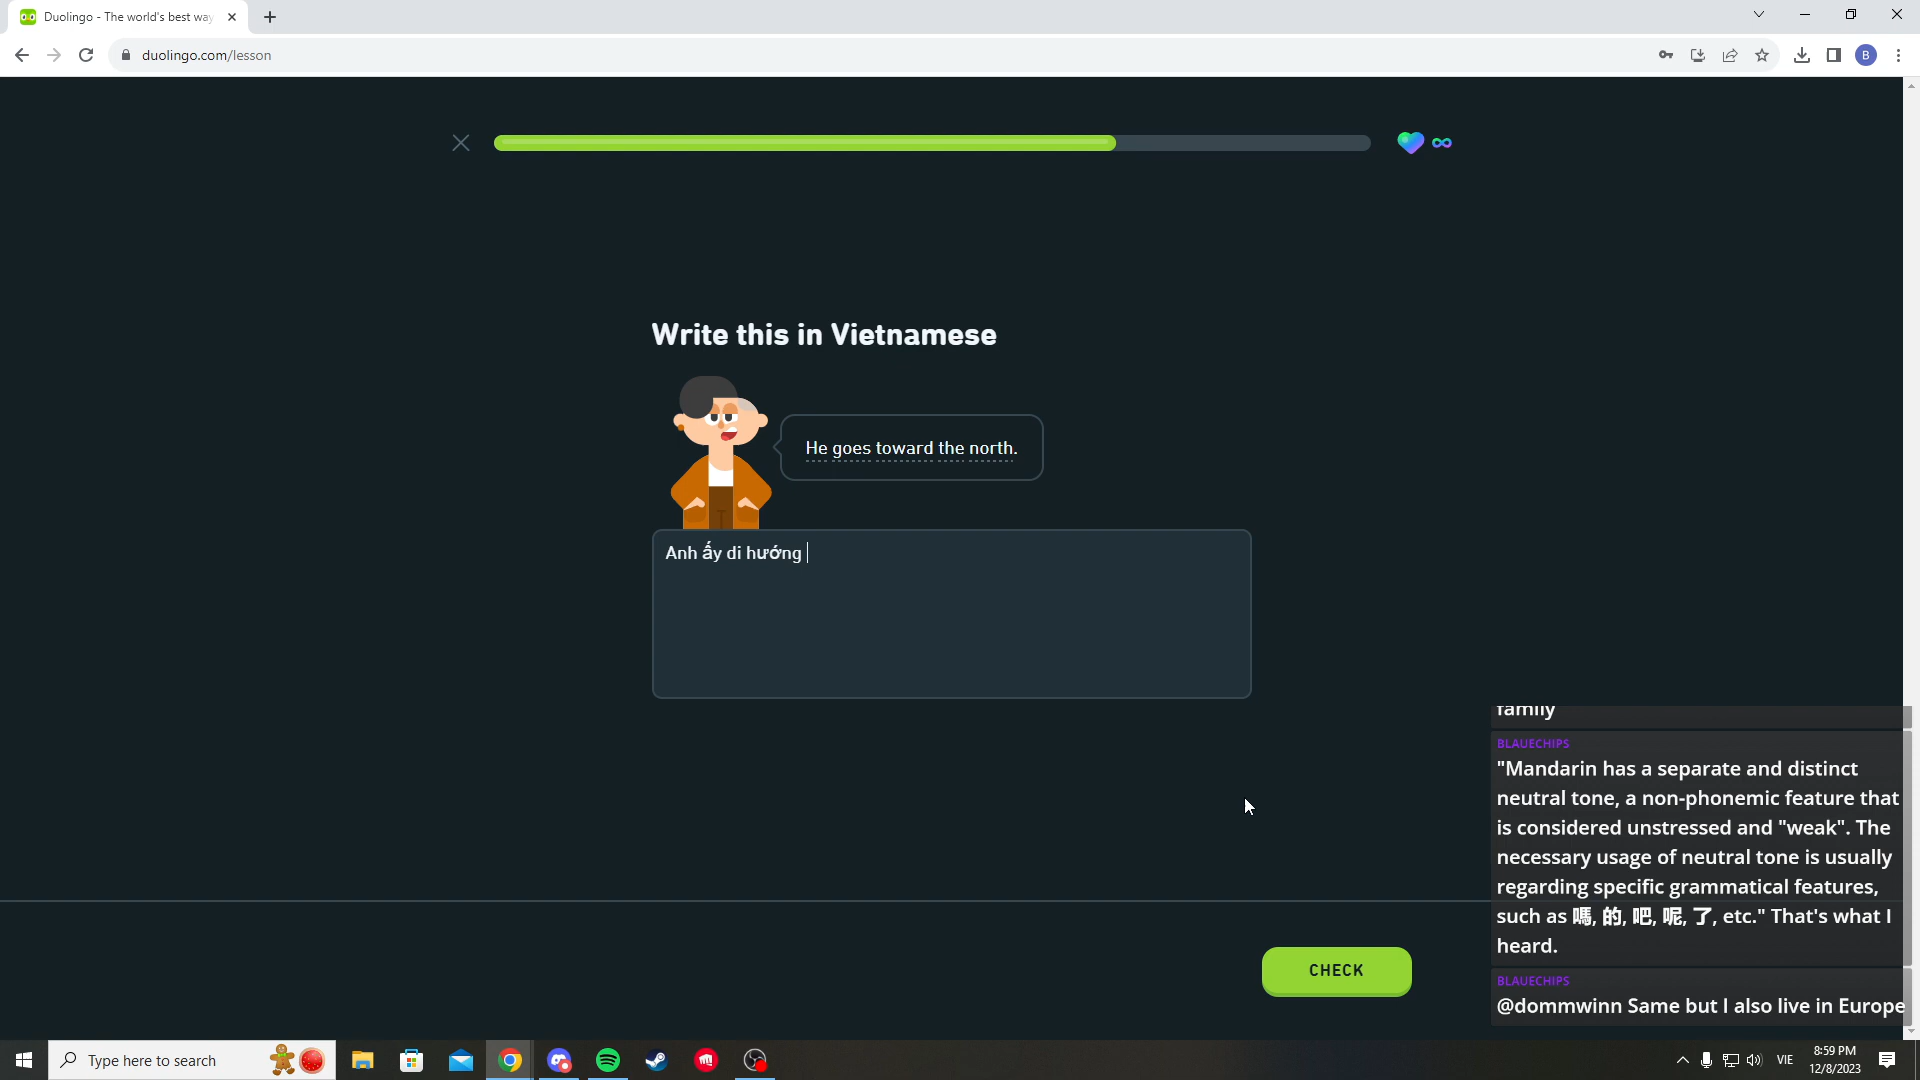 Duolingo - The world's best way
duolingo.com/lesson
B
Write this in Vietnamese
He goes toward the north.
Anh ấy di hướng
family
BLAUECHIPS
"Mandarin has a separate and distinct
neutral tone, a non-phonemic feature that
is considered unstressed and "weak". The
necessary usage of neutral tone is usually
regarding specific grammatical features,
such as 嗎, 的, 吧, 呢, 了, etc." That's what I
heard.
BLAUECHIPS
@dommwinn Same but I also live in Europe
CHECK
Type here to search
VIE
8:59 PM
12/8/2023